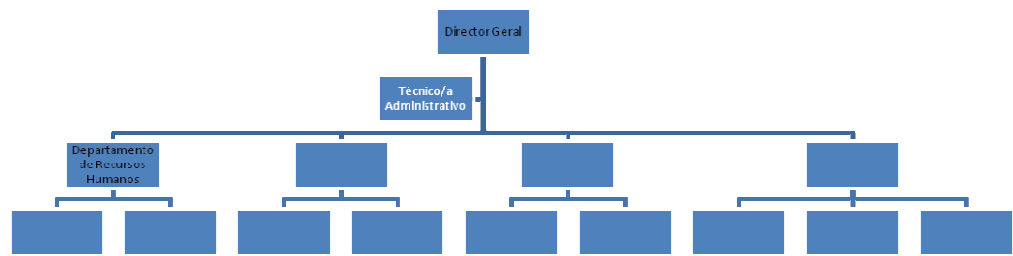 Director Geral
Técnico/a
Administrativo
Departamento
de Recursos
Humanos